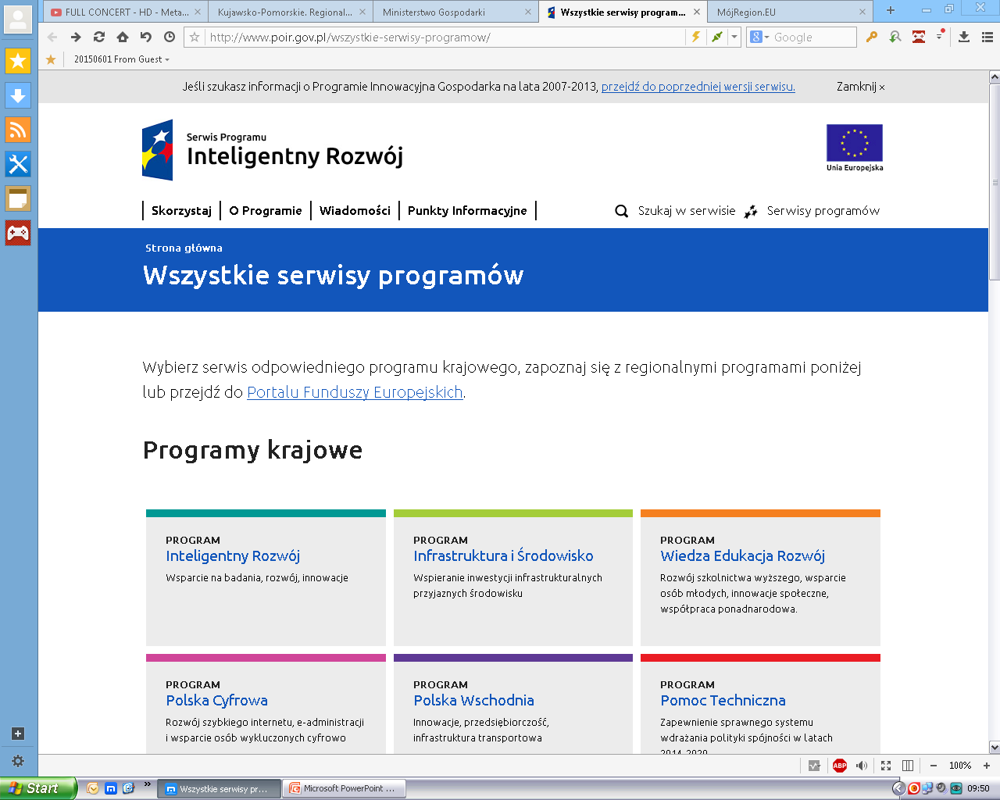 FULL CONCERT - HD - Meta...
Kujawsko-Pomorskie. Regional...
Ministerstwo Gospodarki
Wszystkie serwisy program...
MójRegion.EU
http://www.poir.gov.pl/wszystkie-serwisy-programow/
Google
20150601 From Guest
Jeśli szukasz informacji o Programie Innowacyjna Gospodarka na lata 2007-2013, przejdź do poprzedniej wersji serwisu.
Zamknij ×
Serwis Programu
Inteligentny Rozwój
Unia Europejska
Skorzystaj
O Programie
Wiadomości
Punkty Informacyjne
Szukaj w serwisie
Serwisy programów
Strona główna
Wszystkie serwisy programów
Wybierz serwis odpowiedniego programu krajowego, zapoznaj się z regionalnymi programami poniżej
lub przejdź do Portalu Funduszy Europejskich.
Programy krajowe
PROGRAM
Inteligentny Rozwój
Wsparcie na badania, rozwój, innowacje
PROGRAM
Infrastruktura i Środowisko
Wspieranie inwestycji infrastrukturalnych
przyjaznych środowisku
PROGRAM
Wiedza Edukacja Rozwój
Rozwój szkolnictwa wyższego, wsparcie
osób młodych, innowacje społeczne,
współpraca ponadnarodowa.
PROGRAM
Polska Cyfrowa
Rozwój szybkiego internetu, e-administracji
i wsparcie osób wykluczonych cyfrowo
PROGRAM
Polska Wschodnia
Innowacje, przedsiębiorczość,
infrastruktura transportowa
PROGRAM
Pomoc Techniczna
Zapewnienie sprawnego systemu
wdrażania polityki spójności w latach
2014-2020
ABP
100%
Start
Wszystkie serwisy pr...
Microsoft PowerPoint ...
09:50